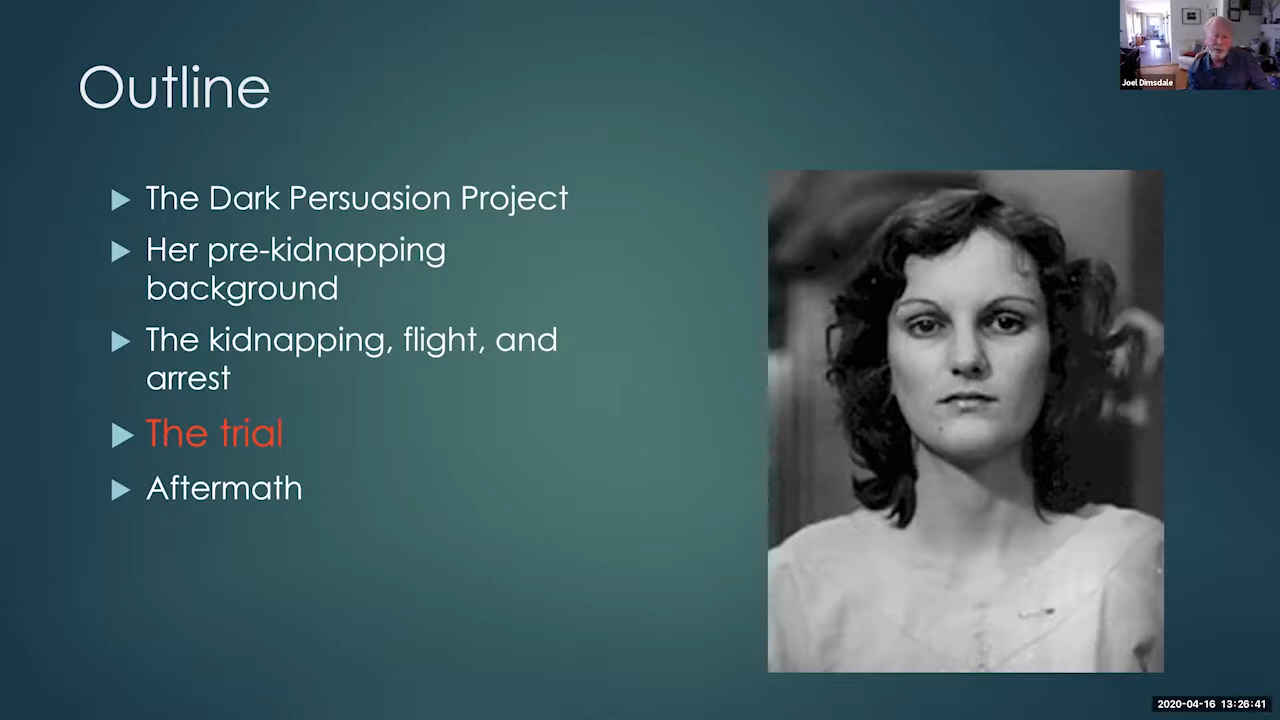 Outline
Joel Dimsdale
The Dark Persuasion Project
Her pre-kidnapping
background
The kidnapping, flight, and
arrest
The trial
Aftermath
2020-04-16 13:26:41